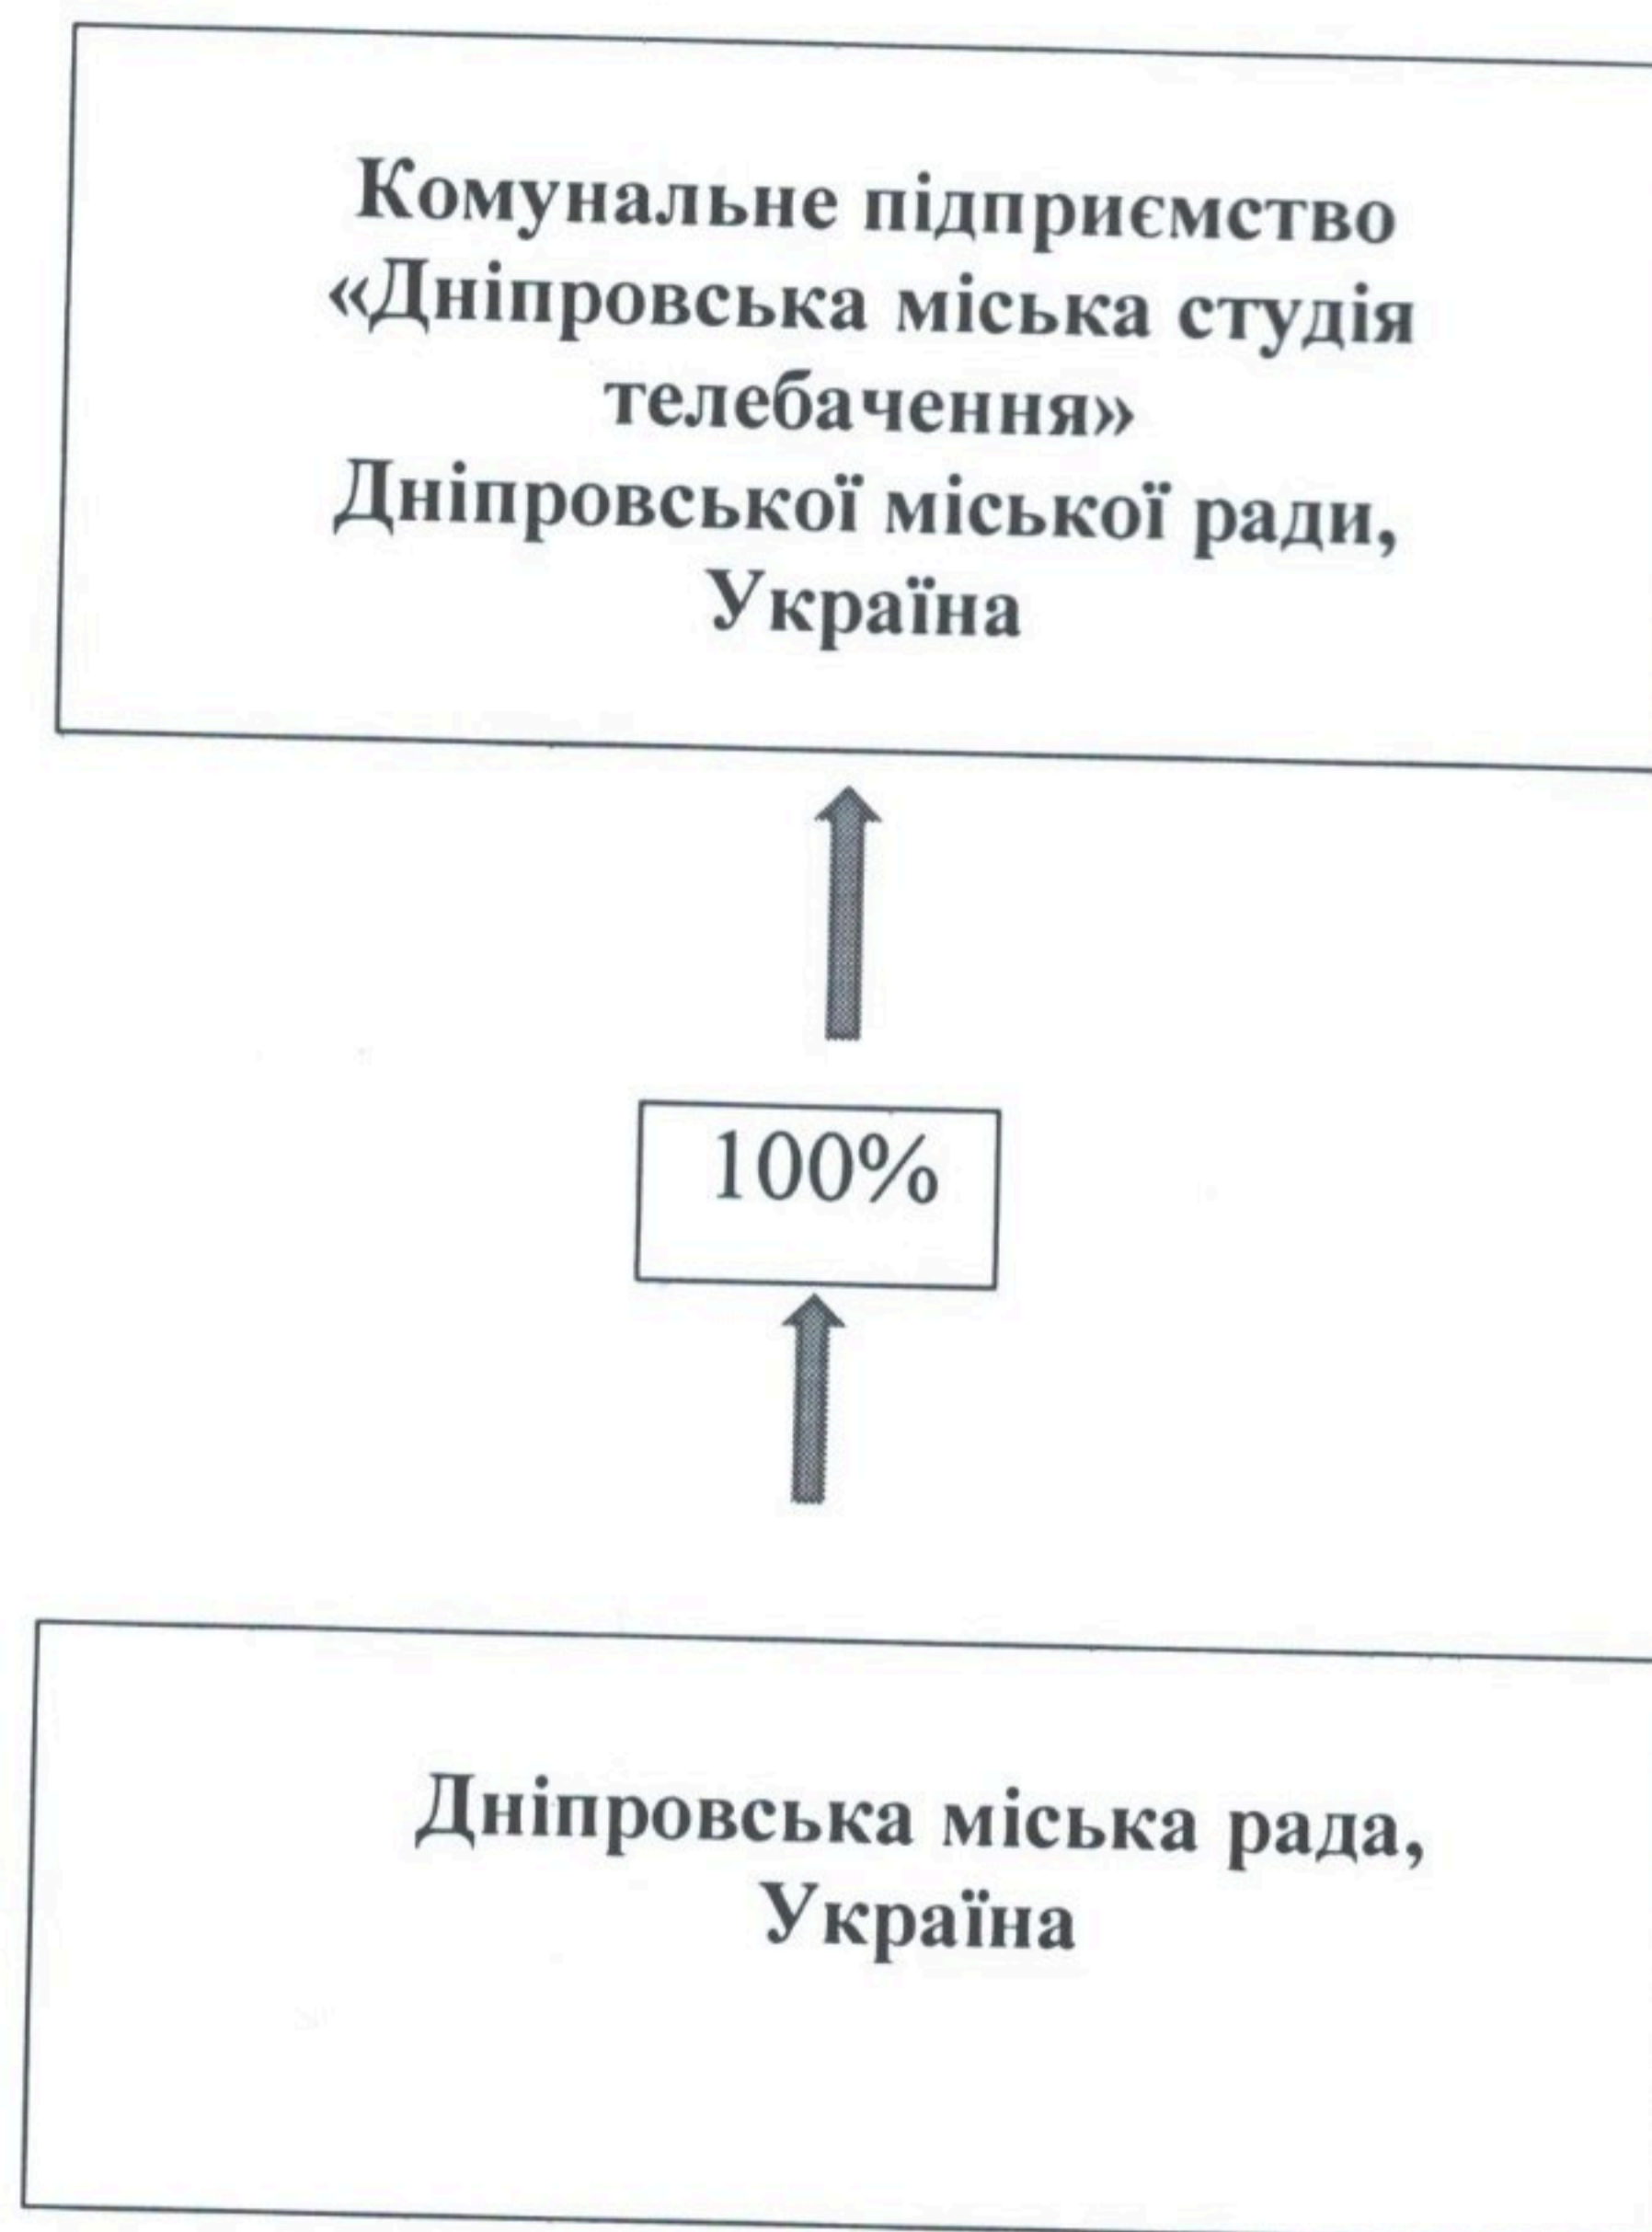 Комунальне підприємство
«Дніпровська міська студія
телебачення»
Дніпровської міської ради,
Україна
100%
Дніпровська міська рада,
Україна